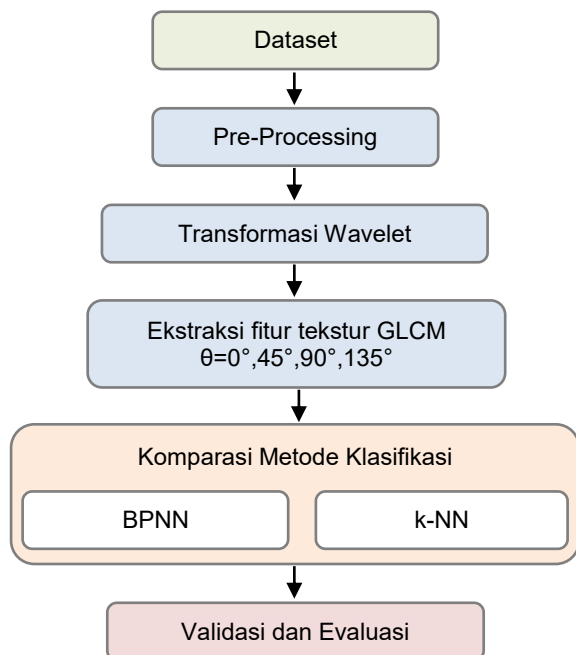 Dataset
Pre-Processing
Transformasi Wavelet
Ekstraksi fitur tekstur GLCM
θ=0°,45°,90°,135°
Komparasi Metode Klasifikasi
BPNN
k-NN
Validasi dan Evaluasi